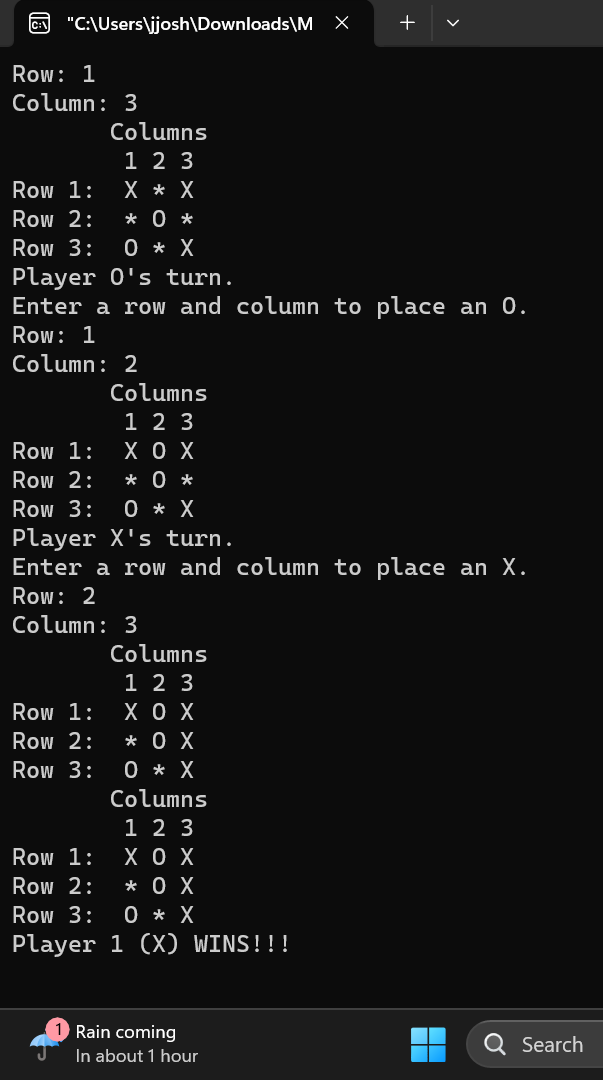 "C:\Users\jjosh\Downloads\M
Row: 1
Column: 3
       Columns
        1 2 3
Row 1:  X * X
Row 2:  * O *
Row 3:  O * X
Player O's turn.
Enter a row and column to place an O.
Row: 1
Column: 2
       Columns
        1 2 3
Row 1:  X O X
Row 2:  * O *
Row 3:  O * X
Player X's turn.
Enter a row and column to place an X.
Row: 2
Column: 3
       Columns
        1 2 3
Row 1:  X O X
Row 2:  * O X
Row 3:  O * X
       Columns
        1 2 3
Row 1:  X O X
Row 2:  * O X
Row 3:  O * X
Player 1 (X) WINS!!!
1
Rain coming
In about 1 hour
Search